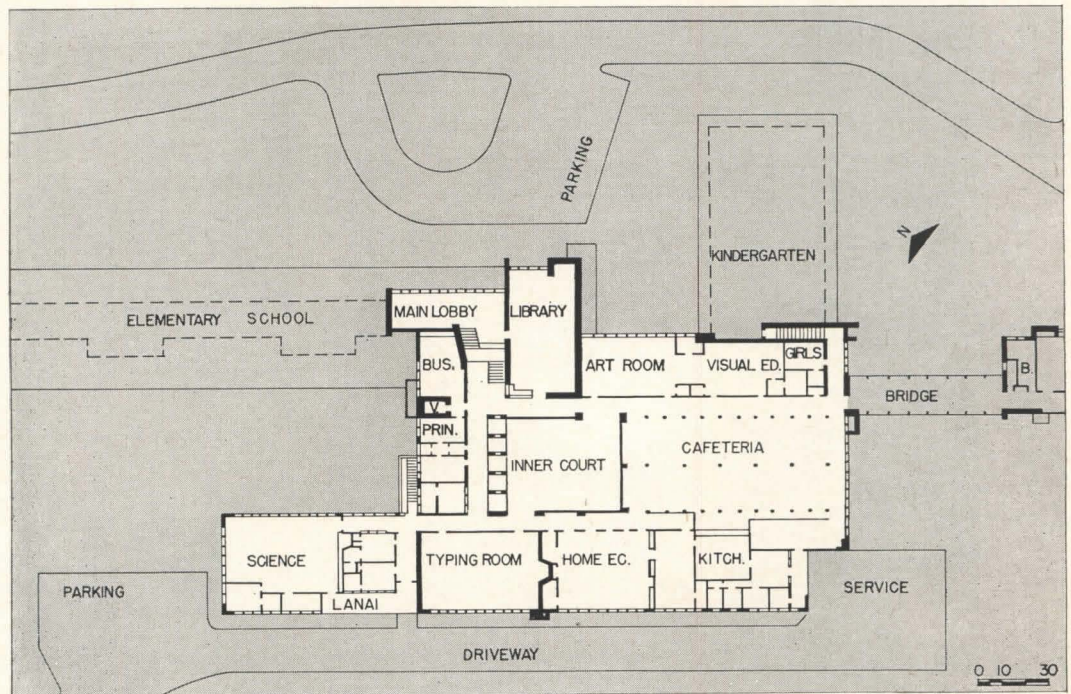 PARKING
KINDERGARTEN
N
ELEMENTARY SCHOOL
MAIN LOBBY
LIBRARY
BUS.
ART ROOM
VISUAL ED.
GIRLS
B.
BRIDGE
V.
PRIN.
INNER COURT
CAFETERIA
SCIENCE
TYPING ROOM
HOME EC.
KITCH.
PARKING
SERVICE
LANAI
DRIVEWAY
0 10 30